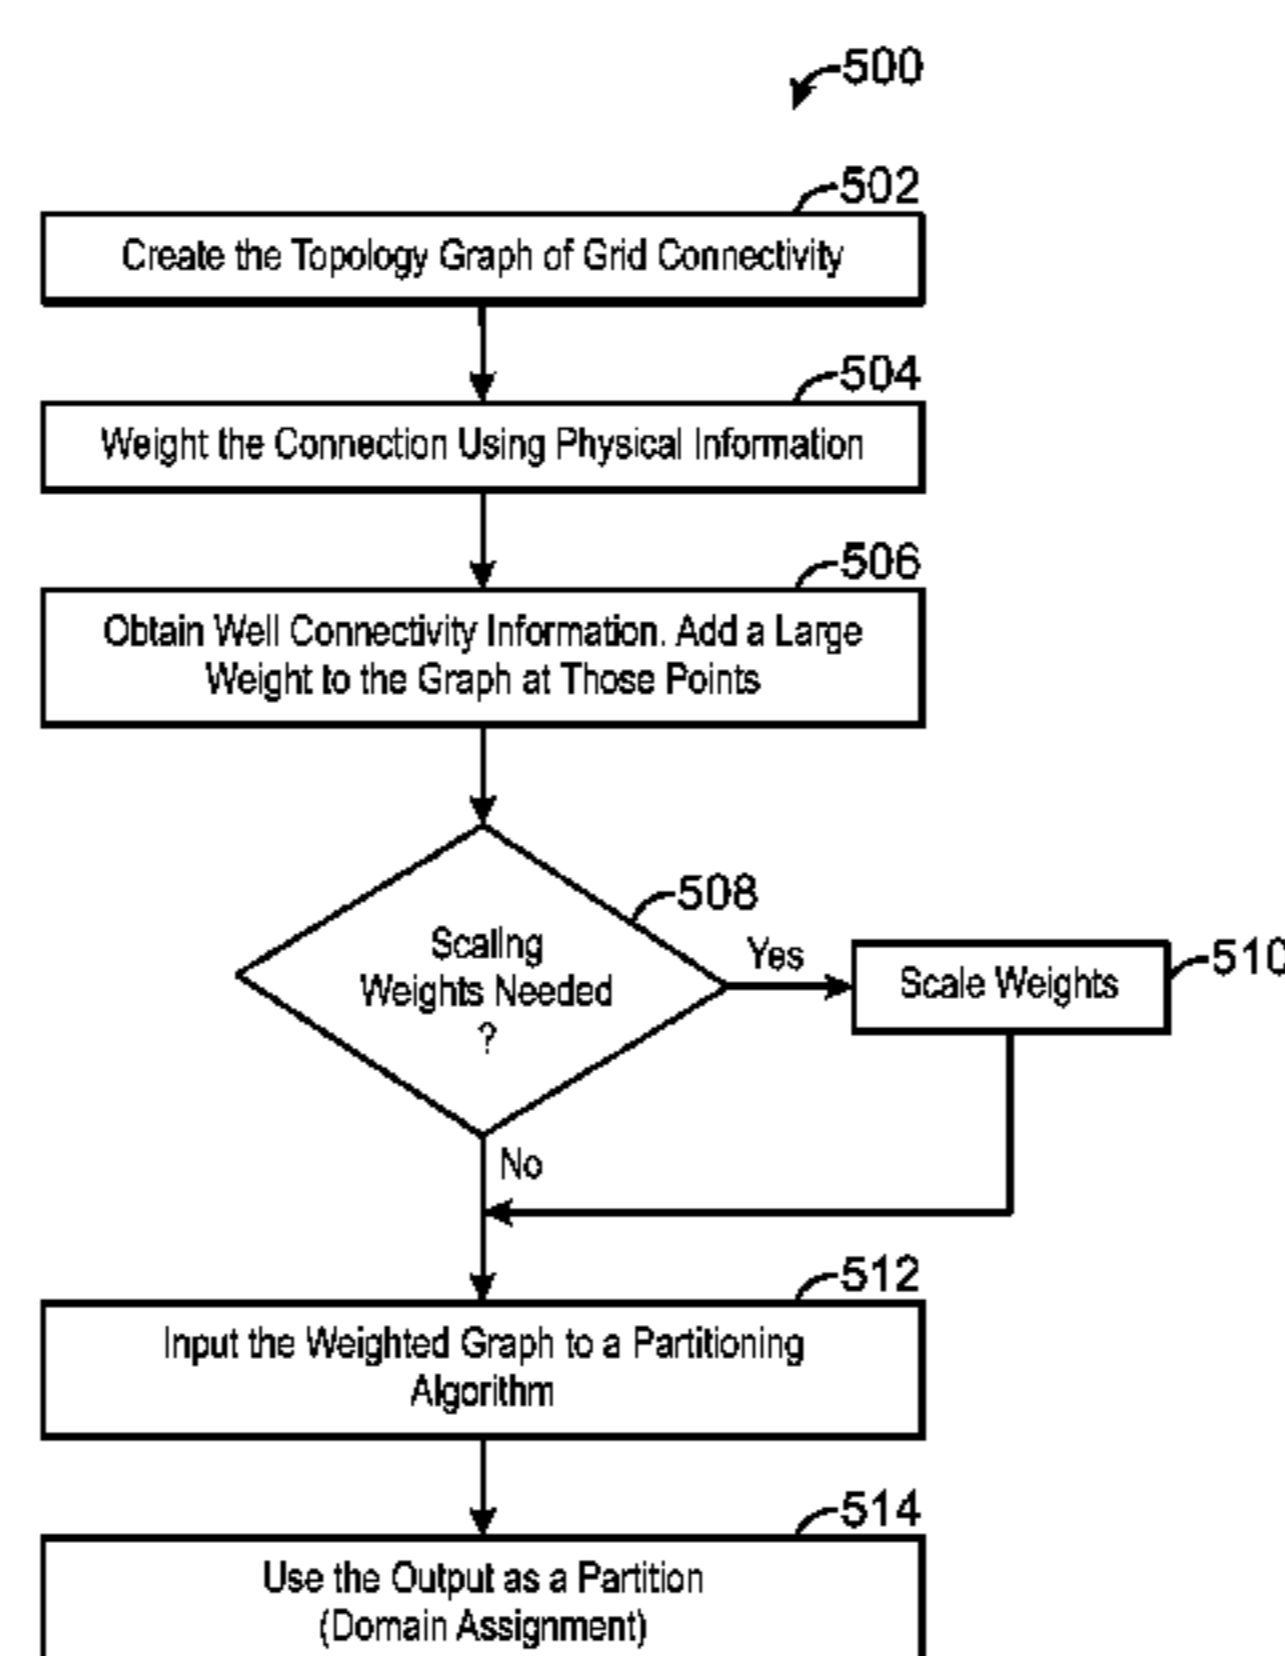 500
502
Create the Topology Graph of Grid Connectivity
504
Weight the Connection Using Physical Information
506
Obtain Well Connectivity Information. Add a Large
Weight to the Graph at Those Points
508
Scaling
Weights Needed
?
Yes
Scale Weights
510
No
512
Input the Weighted Graph to a Partitioning
Algorithm
514
Use the Output as a Partition
(Domain Assignment)